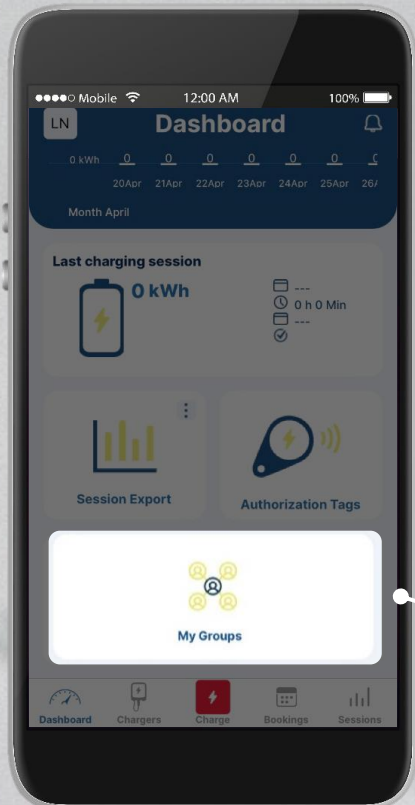 Mobile 12:00 AM 100%
LN Dashboard
0 kWh 0 0 0 0 0 0
20Apr 21Apr 22Apr 23Apr 24Apr 25Apr
Month April
Last charging session
0 kWh
---
0 h 0 Min
---
Session Export
Authorization Tags
My Groups
Dashboard Chargers Charge Bookings Sessions